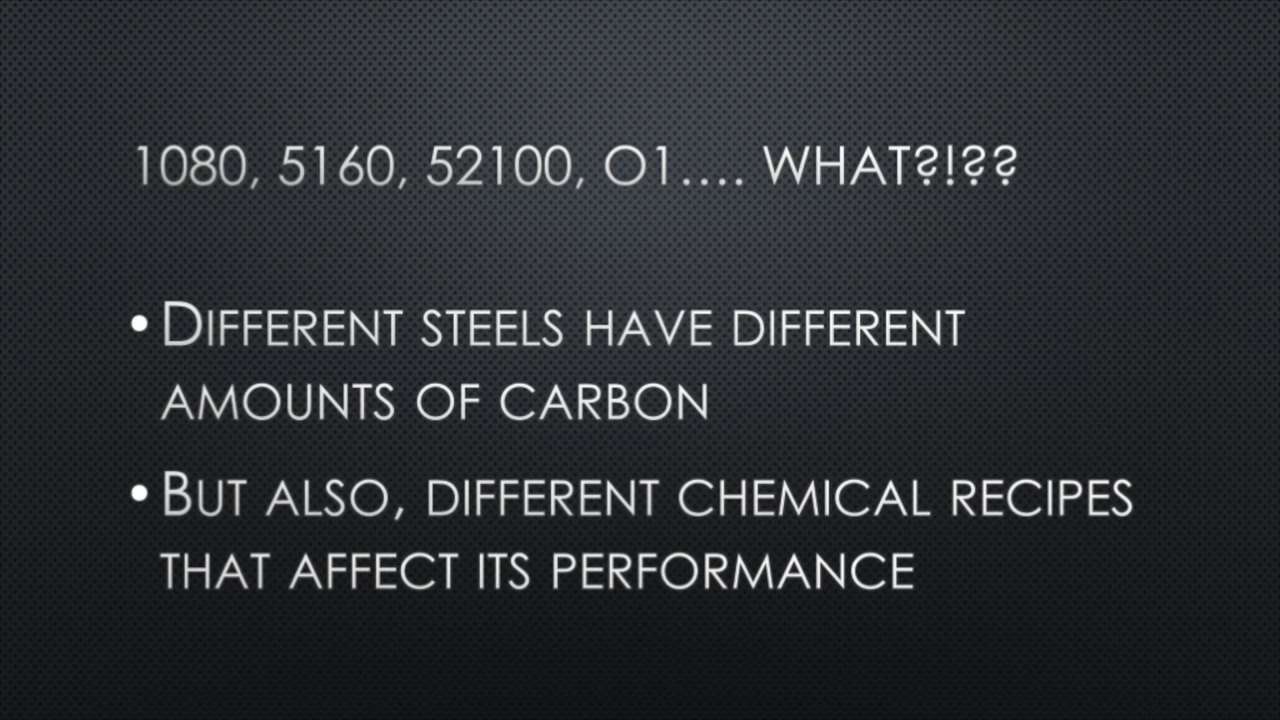 1080, 5160, 52100, O1.... WHAT?!??
• DIFFERENT STEELS HAVE DIFFERENT
AMOUNTS OF CARBON
• BUT ALSO, DIFFERENT CHEMICAL RECIPES
THAT AFFECT ITS PERFORMANCE